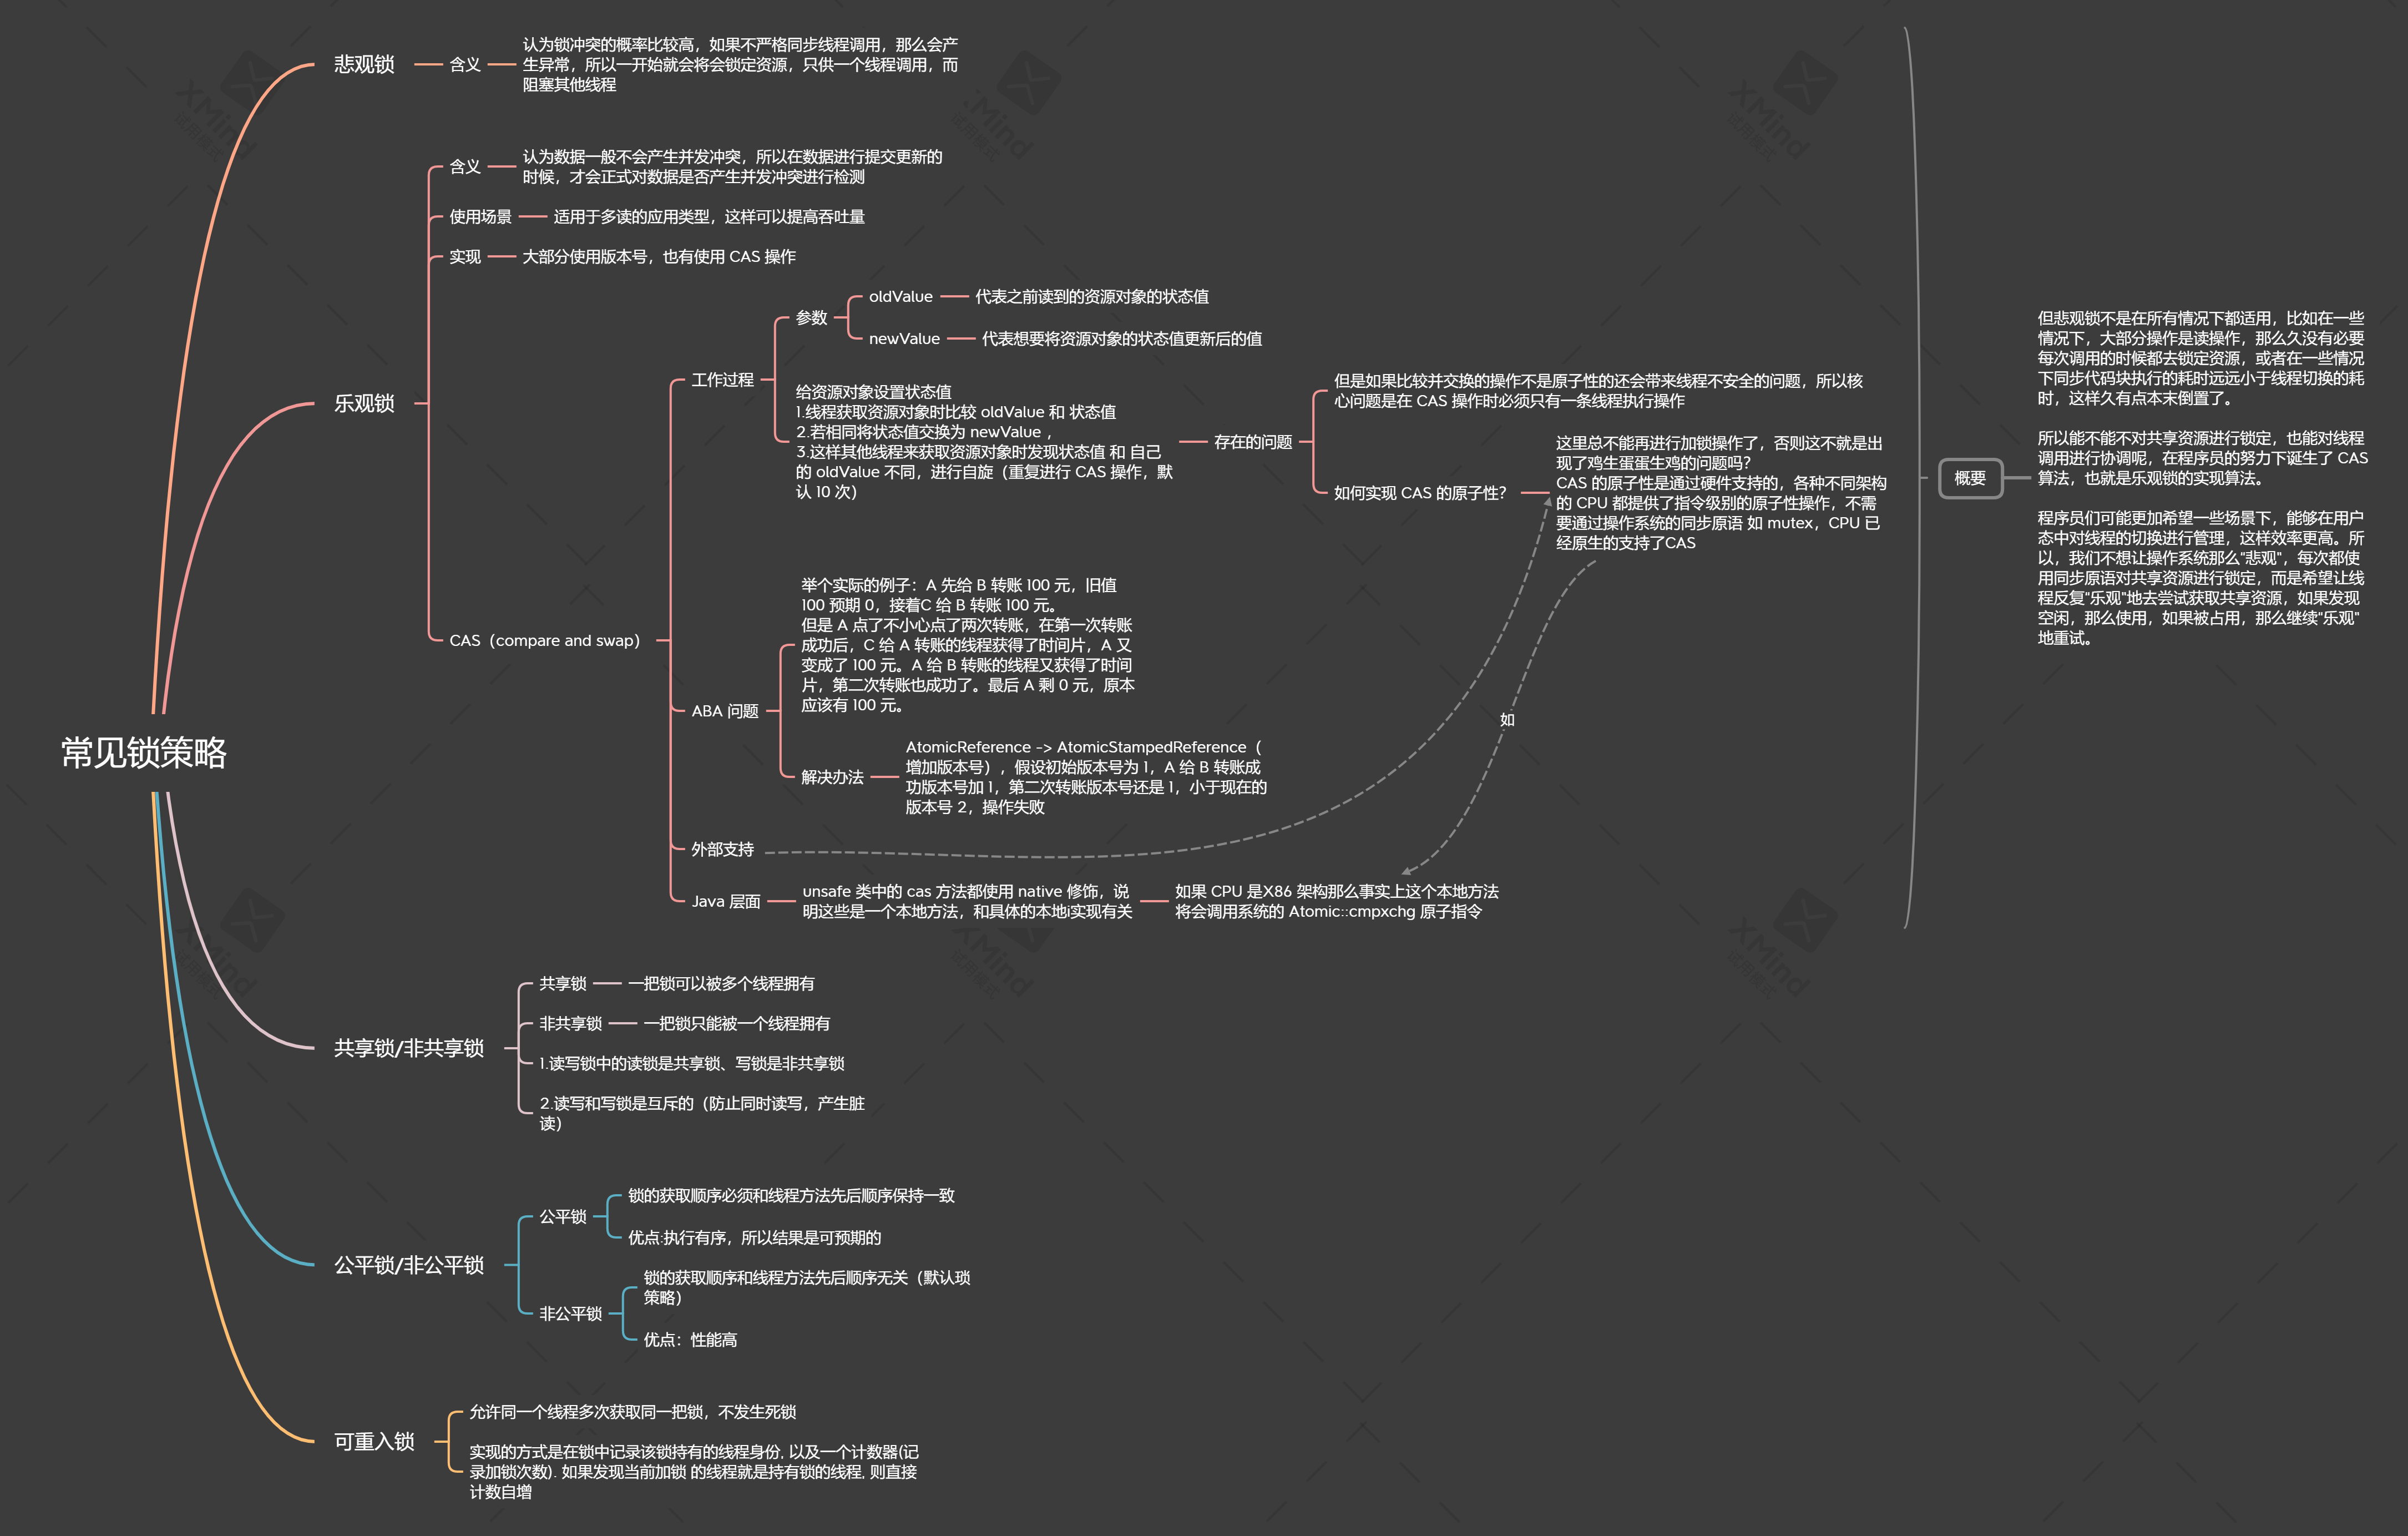 常见锁策略
悲观锁
含义
认为锁冲突的概率比较高，如果不严格同步线程调用，那么会产
生异常，所以一开始就会将会锁定资源，只供一个线程调用，而
阻塞其他线程
乐观锁
含义
认为数据一般不会产生并发冲突，所以在数据进行提交更新的
时候，才会正式对数据是否产生并发冲突进行检测
使用场景
适用于多读的应用类型，这样可以提高吞吐量
实现
大部分使用版本号，也有使用 CAS 操作
CAS（compare and swap）
工作过程
参数
oldValue
代表之前读到的资源对象的状态值
newValue
代表想要将资源对象的状态值更新后的值
给资源对象设置状态值
1.线程获取资源对象时比较 oldValue 和 状态值
2.若相同将状态值交换为 newValue ，
3.这样其他线程来获取资源对象时发现状态值 和 自己
的 oldValue 不同，进行自旋（重复进行 CAS 操作，默
认 10 次）
存在的问题
但是如果比较并交换的操作不是原子性的还会带来线程不安全的问题，所以核
心问题是在 CAS 操作时必须只有一条线程执行操作
如何实现 CAS 的原子性？
这里总不能再进行加锁操作了，否则这不就是出
现了鸡生蛋蛋生鸡的问题吗？
CAS 的原子性是通过硬件支持的，各种不同架构
的 CPU 都提供了指令级别的原子性操作，不需
要通过操作系统的同步原语 如 mutex，CPU 已
经原生的支持了CAS
ABA 问题
举个实际的例子：A 先给 B 转账 100 元，旧值
100 预期 0，接着C 给 B 转账 100 元。
但是 A 点了不小心点了两次转账，在第一次转账
成功后，C 给 A 转账的线程获得了时间片，A 又
变成了 100 元。A 给 B 转账的线程又获得了时间
片，第二次转账也成功了。最后 A 剩 0 元，原本
应该有 100 元。
解决办法
AtomicReference -> AtomicStampedReference（
增加版本号），假设初始版本号为 1，A 给 B 转账成
功版本号加 1，第二次转账版本号还是 1，小于现在的
版本号 2，操作失败
外部支持
如
Java 层面
unsafe 类中的 cas 方法都使用 native 修饰，说
明这些是一个本地方法，和具体的本地i实现有关
如果 CPU 是X86 架构那么事实上这个本地方法
将会调用系统的 Atomic::cmpxchg 原子指令
概要
但悲观锁不是在所有情况下都适用，比如在一些
情况下，大部分操作是读操作，那么久没有必要
每次调用的时候都去锁定资源，或者在一些情况
下同步代码块执行的耗时远远小于线程切换的耗
时，这样久有点本末倒置了。
所以能不能不对共享资源进行锁定，也能对线程
调用进行协调呢，在程序员的努力下诞生了 CAS
算法，也就是乐观锁的实现算法。
程序员们可能更加希望一些场景下，能够在用户
态中对线程的切换进行管理，这样效率更高。所
以，我们不想让操作系统那么"悲观"，每次都使
用同步原语对共享资源进行锁定，而是希望让线
程反复"乐观"地去尝试获取共享资源，如果发现
空闲，那么使用，如果被占用，那么继续"乐观"
地重试。
共享锁/非共享锁
共享锁
一把锁可以被多个线程拥有
非共享锁
一把锁只能被一个线程拥有
1.读写锁中的读锁是共享锁、写锁是非共享锁
2.读写和写锁是互斥的（防止同时读写，产生脏
读）
公平锁/非公平锁
公平锁
锁的获取顺序必须和线程方法先后顺序保持一致
优点:执行有序，所以结果是可预期的
非公平锁
锁的获取顺序和线程方法先后顺序无关（默认琐
策略）
优点：性能高
可重入锁
允许同一个线程多次获取同一把锁，不发生死锁
实现的方式是在锁中记录该锁持有的线程身份, 以及一个计数器(记
录加锁次数). 如果发现当前加锁 的线程就是持有锁的线程, 则直接
计数自增
XMind
试用模式
XMind
试用模式
XMind
试用模式
XMind
试用模式
XMind
试用模式
XMind
试用模式